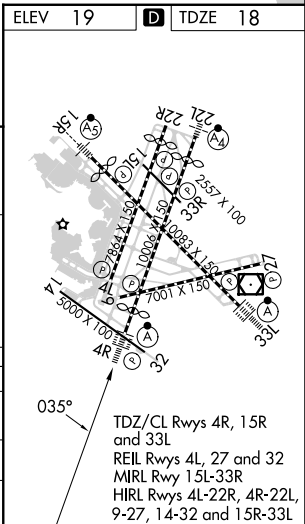 ELEV 19 D TDZE 18
22R
22L
15R
A5
15L
A4
P
P
P
P
2557 X 100
33R
7864 X 150
10006 X 150
10083 X 150
P
P
27
4L
9
7001 X 150
14
5000 X 100
A
A
33L
4R
P
32
035°
TDZ/CL Rwys 4R, 15R
and 33L
REIL Rwys 4L, 27 and 32
MIRL Rwy 15L-33R
HIRL Rwys 4L-22R, 4R-22L,
9-27, 14-32 and 15R-33L